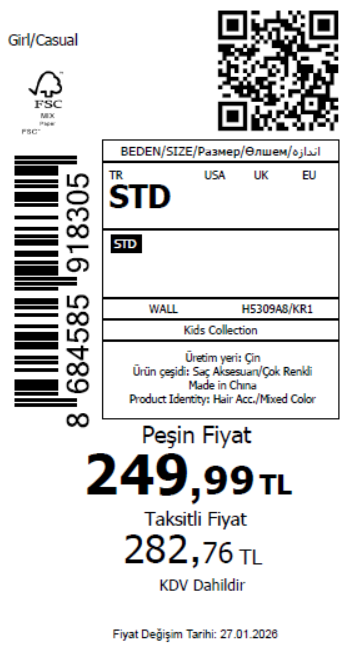 Girl/Casual
FSC
MIX
Paper
FSC™
BEDEN/SIZE/Размер/Өлшем/اندازه
TR USA UK EU
STD
STD
WALL H5309A8/KR1
Kids Collection
Üretim yeri: Çin
Ürün çeşidi: Saç Aksesuarı/Çok Renkli
Made in China
Product Identity: Hair Acc./Mixed Color
8 684585 918305
Peşin Fiyat
249,99 TL
Taksitli Fiyat
282,76 TL
KDV Dahildir
Fiyat Değişim Tarihi: 27.01.2026